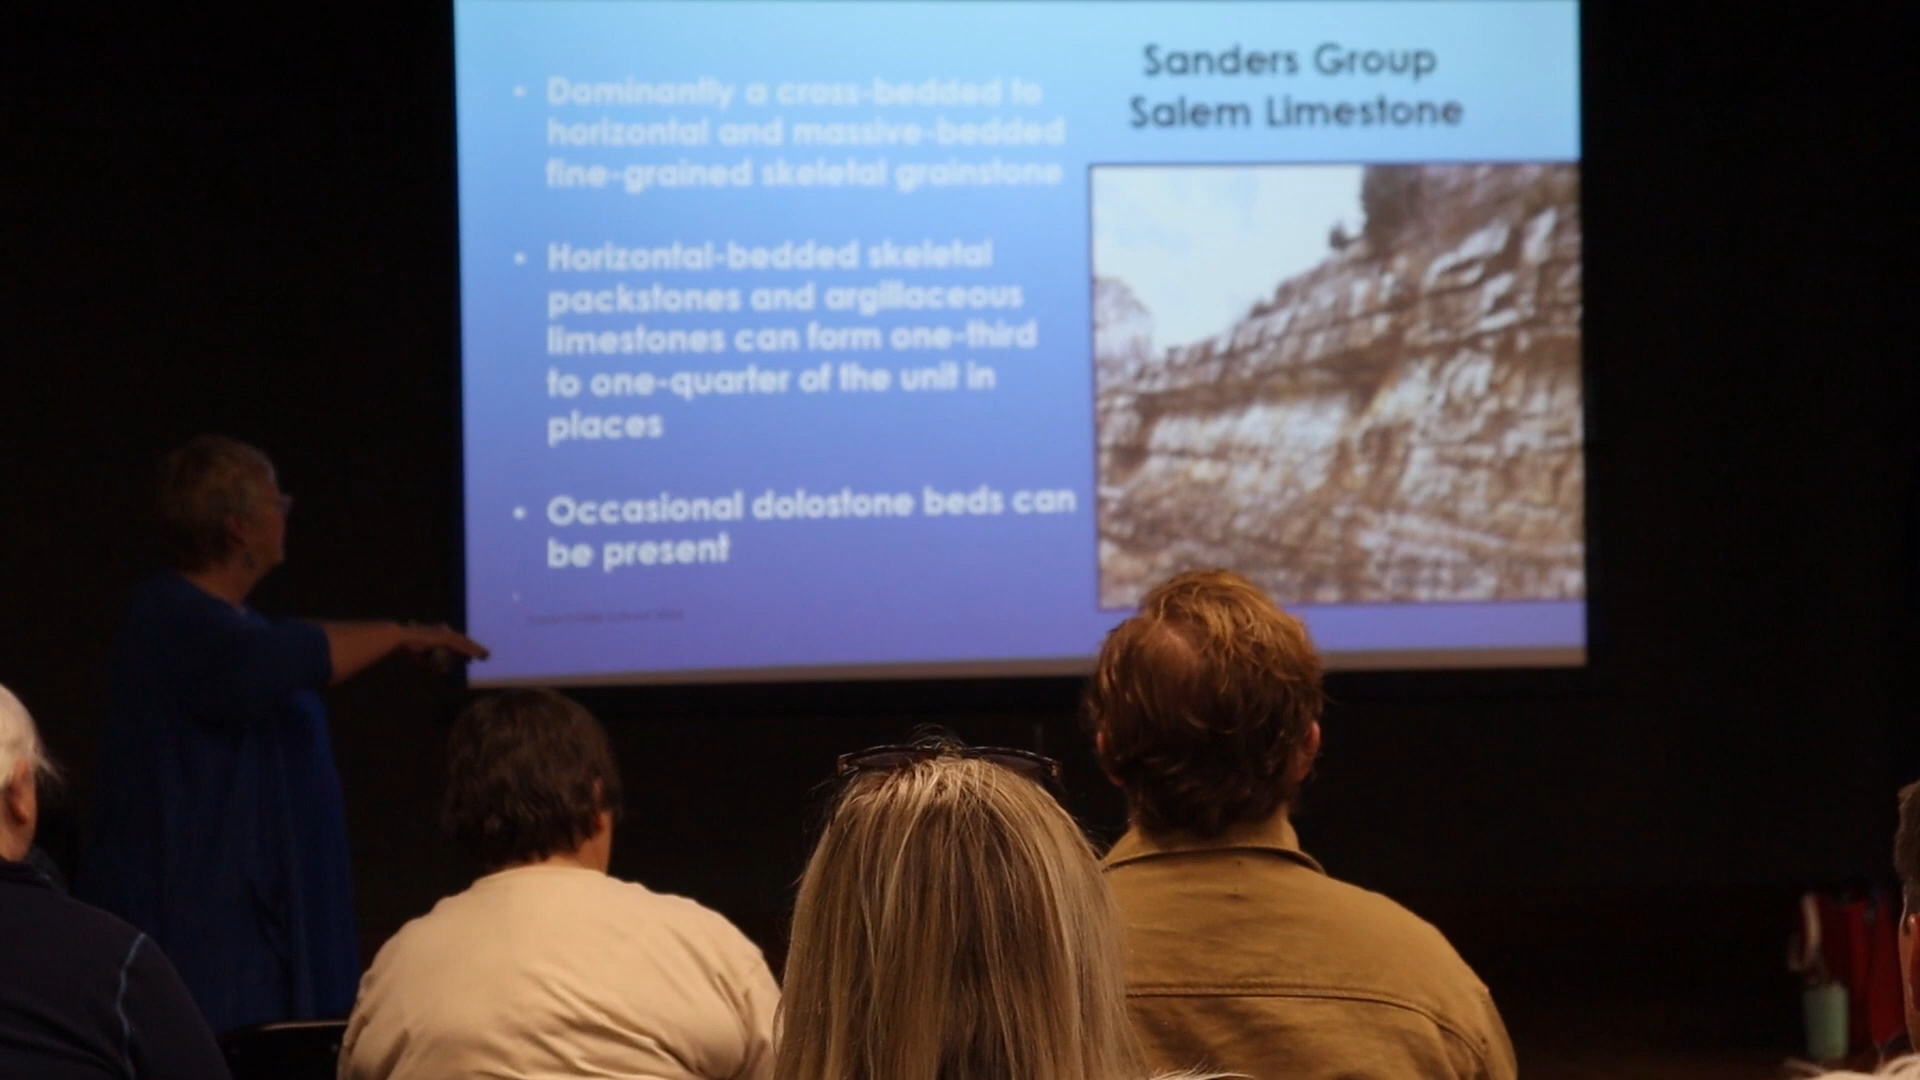 Sanders Group
Salem Limestone
• Dominantly a cross-bedded to
horizontal and massive-bedded
fine-grained skeletal grainstone
• Horizontal-bedded skeletal
packstones and argillaceous
limestones can form one-third
to one-quarter of the unit in
places
• Occasional dolostone beds can
be present